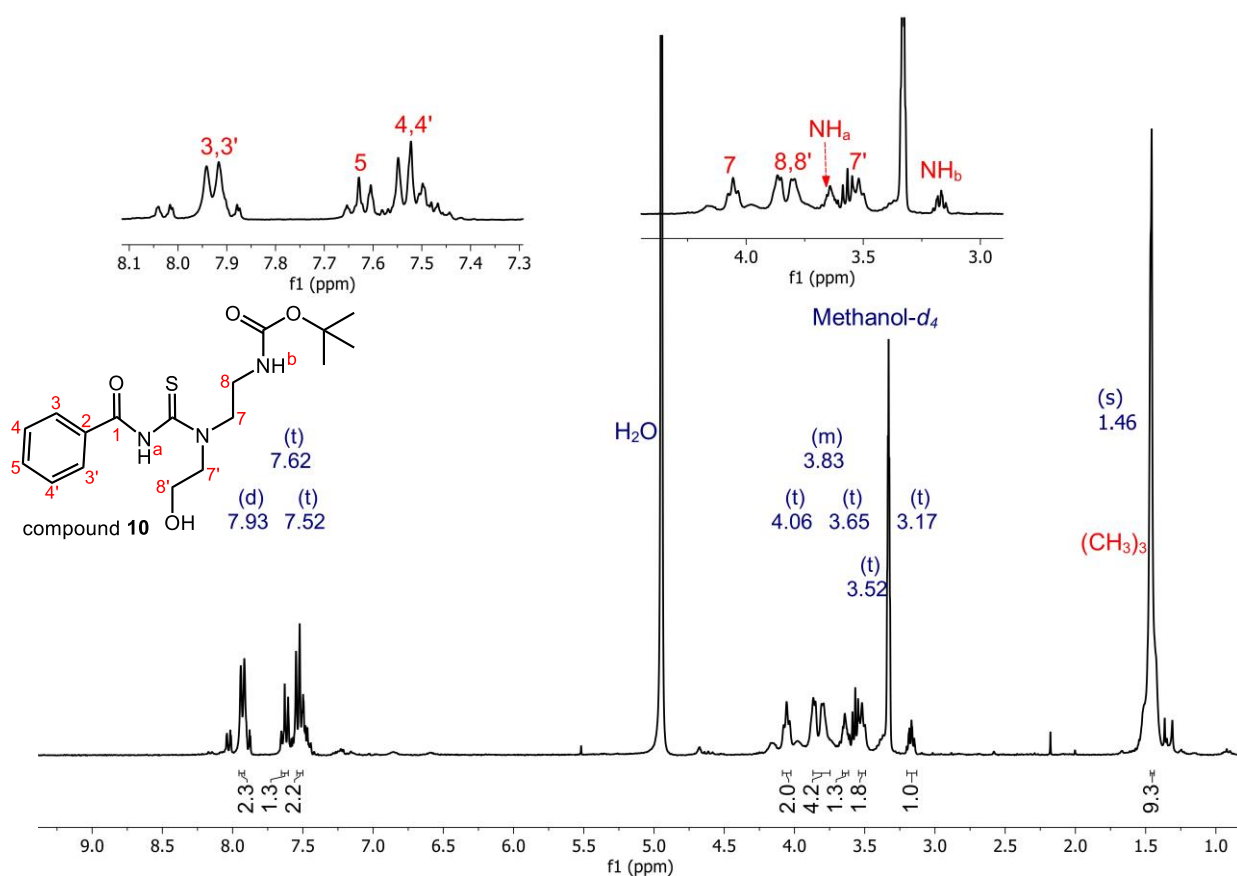 3,3'
5
4,4'
8.1 8.0 7.9 7.8 7.7 7.6 7.5 7.4 7.3
f1 (ppm)
7
8,8'
NHa
7'
NHb
4.0 3.5 3.0
f1 (ppm)
O
O
N
H b
S
8
O
3
4
2
7
1
N
N
H
a
5
3'
7'
4'
8'
OH
compound 10
(t)
7.62
(d)
7.93
(t)
7.52
H2O
Methanol-d4
(m)
3.83
(t)
4.06
(t)
3.65
(t)
3.17
(t)
3.52
(s)
1.46
(CH3)3
2.3 1.3 2.2 2.0 4.2 1.3 1.8 1.0 9.3
9.0 8.5 8.0 7.5 7.0 6.5 6.0 5.5 5.0 4.5 4.0 3.5 3.0 2.5 2.0 1.5 1.0
f1 (ppm)